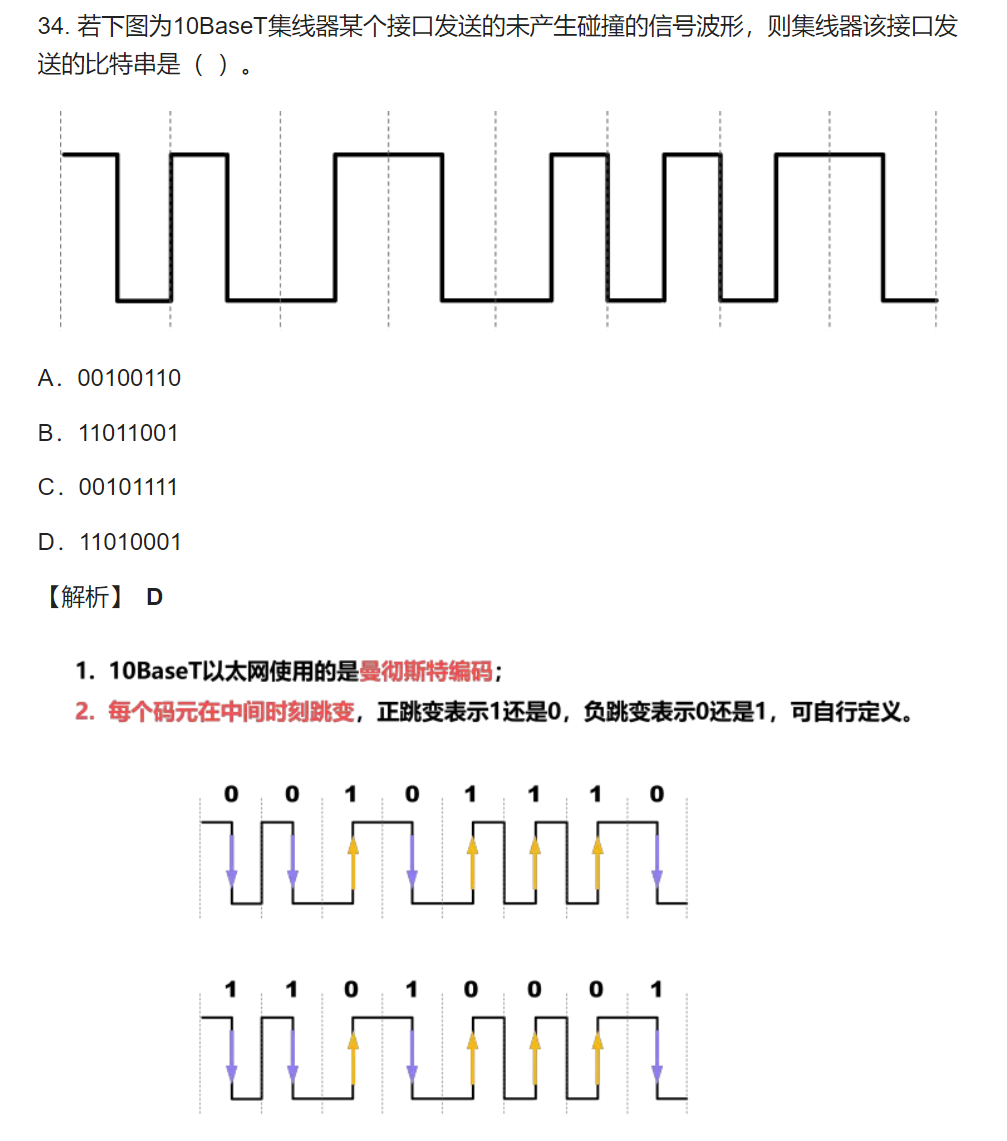 34. 若下图为10BaseT集线器某个接口发送的未产生碰撞的信号波形，则集线器该接口发
送的比特串是（ ）。
A．00100110
B．11011001
C．00101111
D．11010001
【解析】 D
1. 10BaseT以太网使用的是曼彻斯特编码；
2. 每个码元在中间时刻跳变，正跳变表示1还是0，负跳变表示0还是1，可自行定义。
0 0 1 0 1 1 1 0
1 1 0 1 0 0 0 1